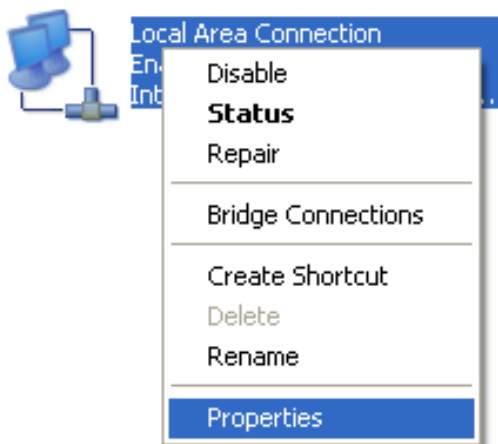 Local Area Connection
Disable
Status
Repair
Bridge Connections
Create Shortcut
Delete
Rename
Properties